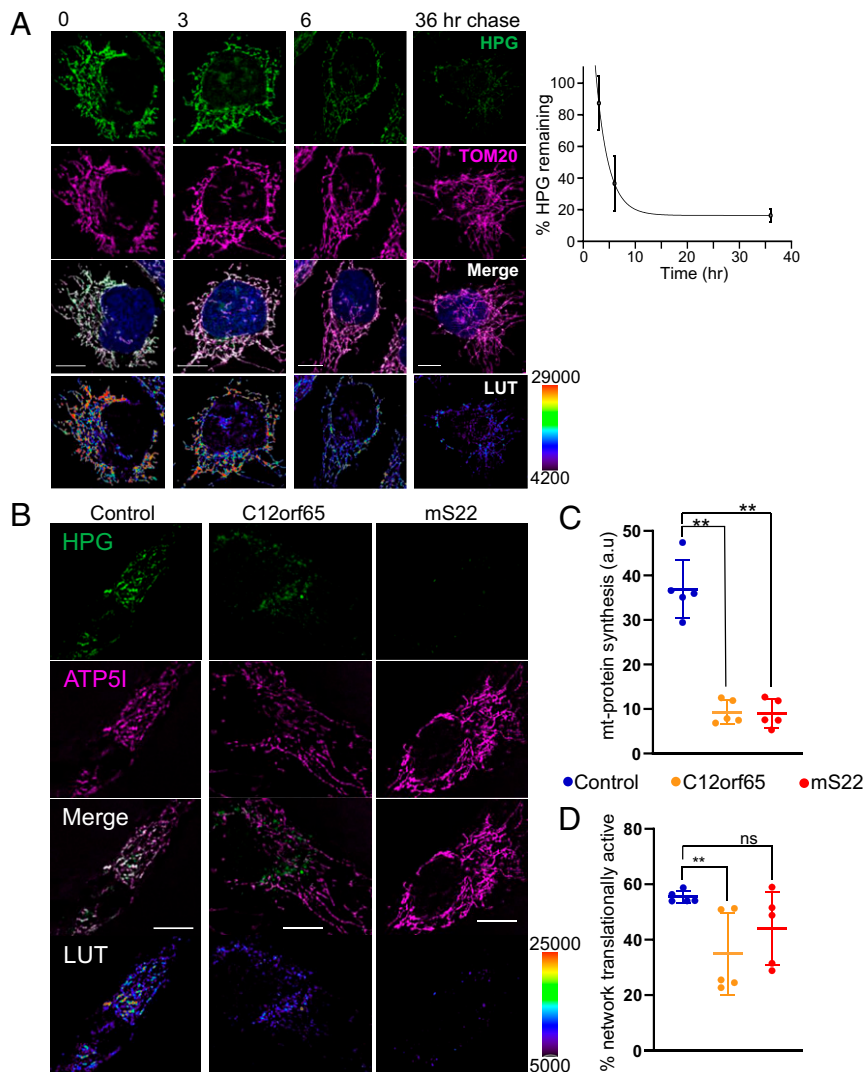 A
0 3 6 36 hr chase
HPG
TOM20
Merge
LUT
29000
4200
% HPG remaining
100
80
60
40
20
0
0 10 20 30 40
Time (hr)
B
Control C12orf65 mS22
HPG
ATP5I
Merge
LUT
25000
5000
C
** **
mt-protein synthesis (a.u)
50
40
30
20
10
0
Control C12orf65 mS22
D
ns
**
% network translationally active
80
60
40
20
0